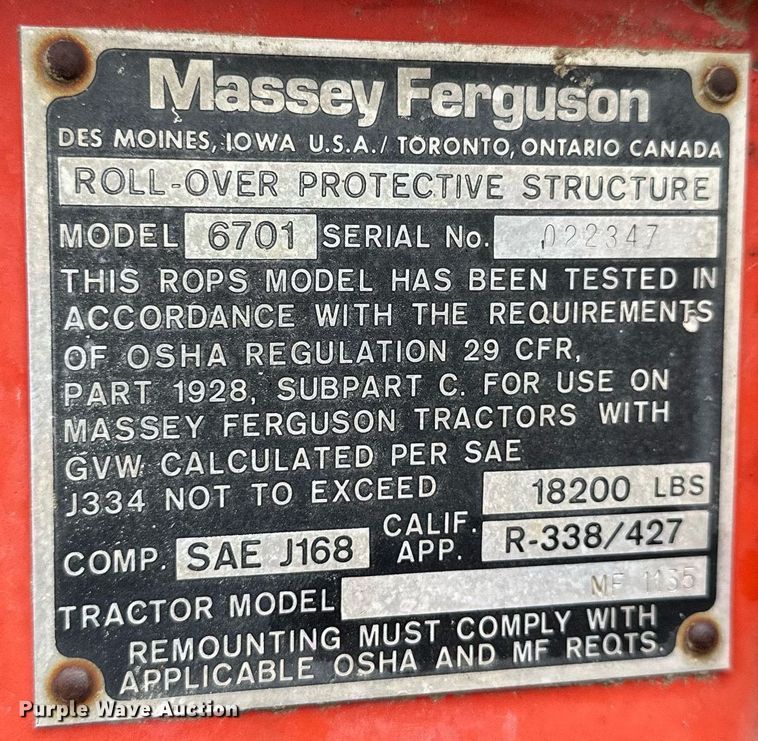 Massey Ferguson
DES MOINES, IOWA U.S.A./ TORONTO, ONTARIO CANADA
ROLL-OVER PROTECTIVE STRUCTURE
MODEL 6701 SERIAL No. 022347
THIS ROPS MODEL HAS BEEN TESTED IN
ACCORDANCE WITH THE REQUIREMENTS
OF OSHA REGULATION 29 CFR,
PART 1928, SUBPART C. FOR USE ON
MASSEY FERGUSON TRACTORS WITH
GVW CALCULATED PER SAE
J334 NOT TO EXCEED 18200 LBS
COMP. SAE J168 CALIF. APP. R-338/427
TRACTOR MODEL MF 1155
REMOUNTING MUST COMPLY WITH
APPLICABLE OSHA AND MF REQTS.
Purple Wave Auction